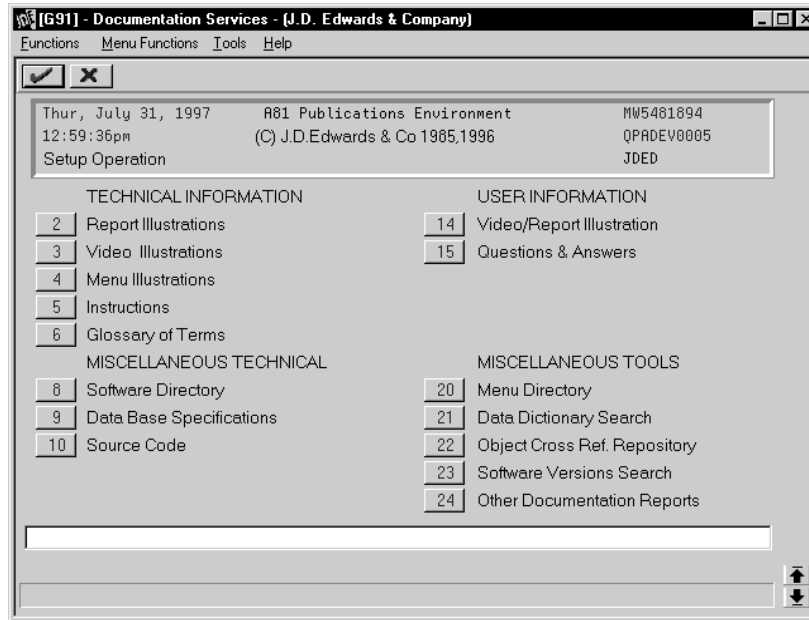 [G91] - Documentation Services - (J.D. Edwards & Company)
Functions Menu Functions Tools Help
Thur, July 31, 1997 A81 Publications Environment MW5481894
12:59:36pm (C) J.D.Edwards & Co 1985,1996 QPADEV0005
Setup Operation JDED
TECHNICAL INFORMATION USER INFORMATION
2 Report Illustrations 14 Video/Report Illustration
3 Video Illustrations 15 Questions & Answers
4 Menu Illustrations
5 Instructions
6 Glossary of Terms
MISCELLANEOUS TECHNICAL MISCELLANEOUS TOOLS
8 Software Directory 20 Menu Directory
9 Data Base Specifications 21 Data Dictionary Search
10 Source Code 22 Object Cross Ref. Repository
23 Software Versions Search
24 Other Documentation Reports